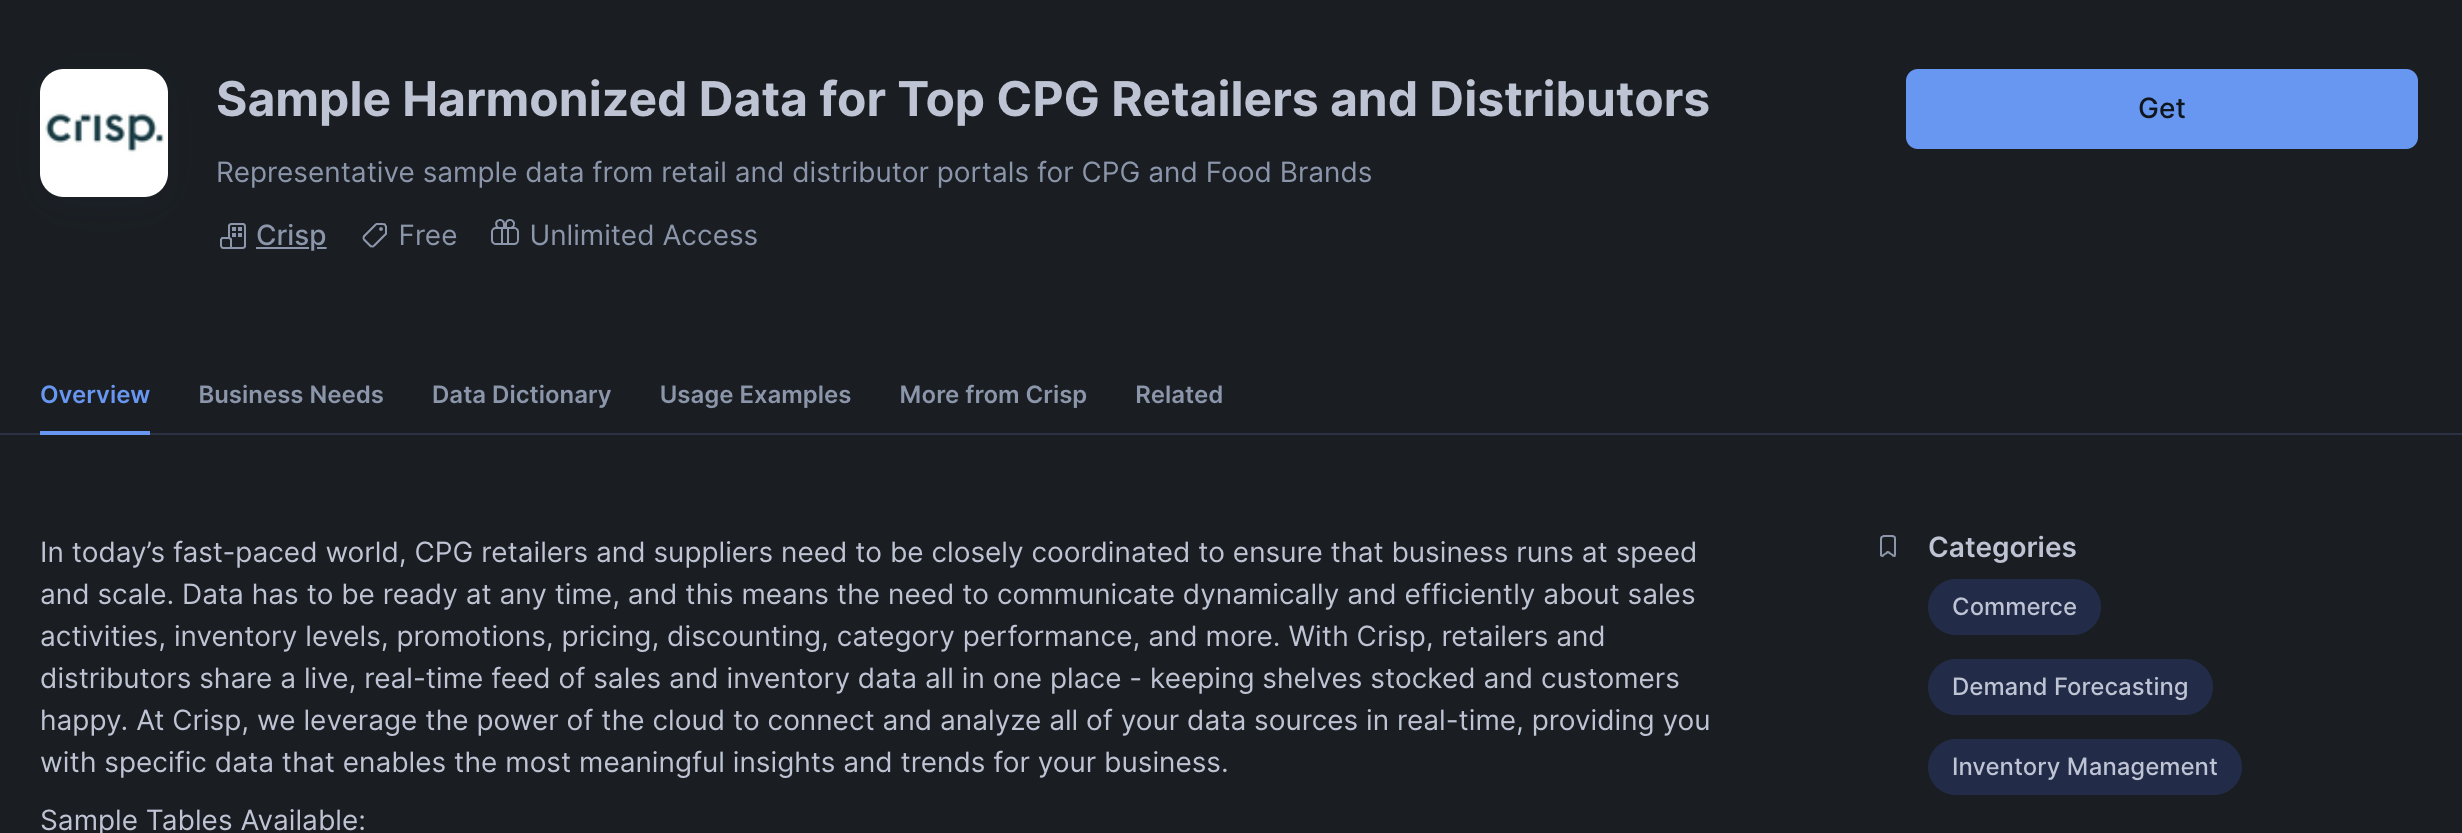 crisp.
Sample Harmonized Data for Top CPG Retailers and Distributors
Get
Representative sample data from retail and distributor portals for CPG and Food Brands
Crisp Free Unlimited Access
Overview Business Needs Data Dictionary Usage Examples More from Crisp Related
In today’s fast-paced world, CPG retailers and suppliers need to be closely coordinated to ensure that business runs at speed
and scale. Data has to be ready at any time, and this means the need to communicate dynamically and efficiently about sales
activities, inventory levels, promotions, pricing, discounting, category performance, and more. With Crisp, retailers and
distributors share a live, real-time feed of sales and inventory data all in one place - keeping shelves stocked and customers
happy. At Crisp, we leverage the power of the cloud to connect and analyze all of your data sources in real-time, providing you
with specific data that enables the most meaningful insights and trends for your business.
Sample Tables Available:
Categories
Commerce
Demand Forecasting
Inventory Management